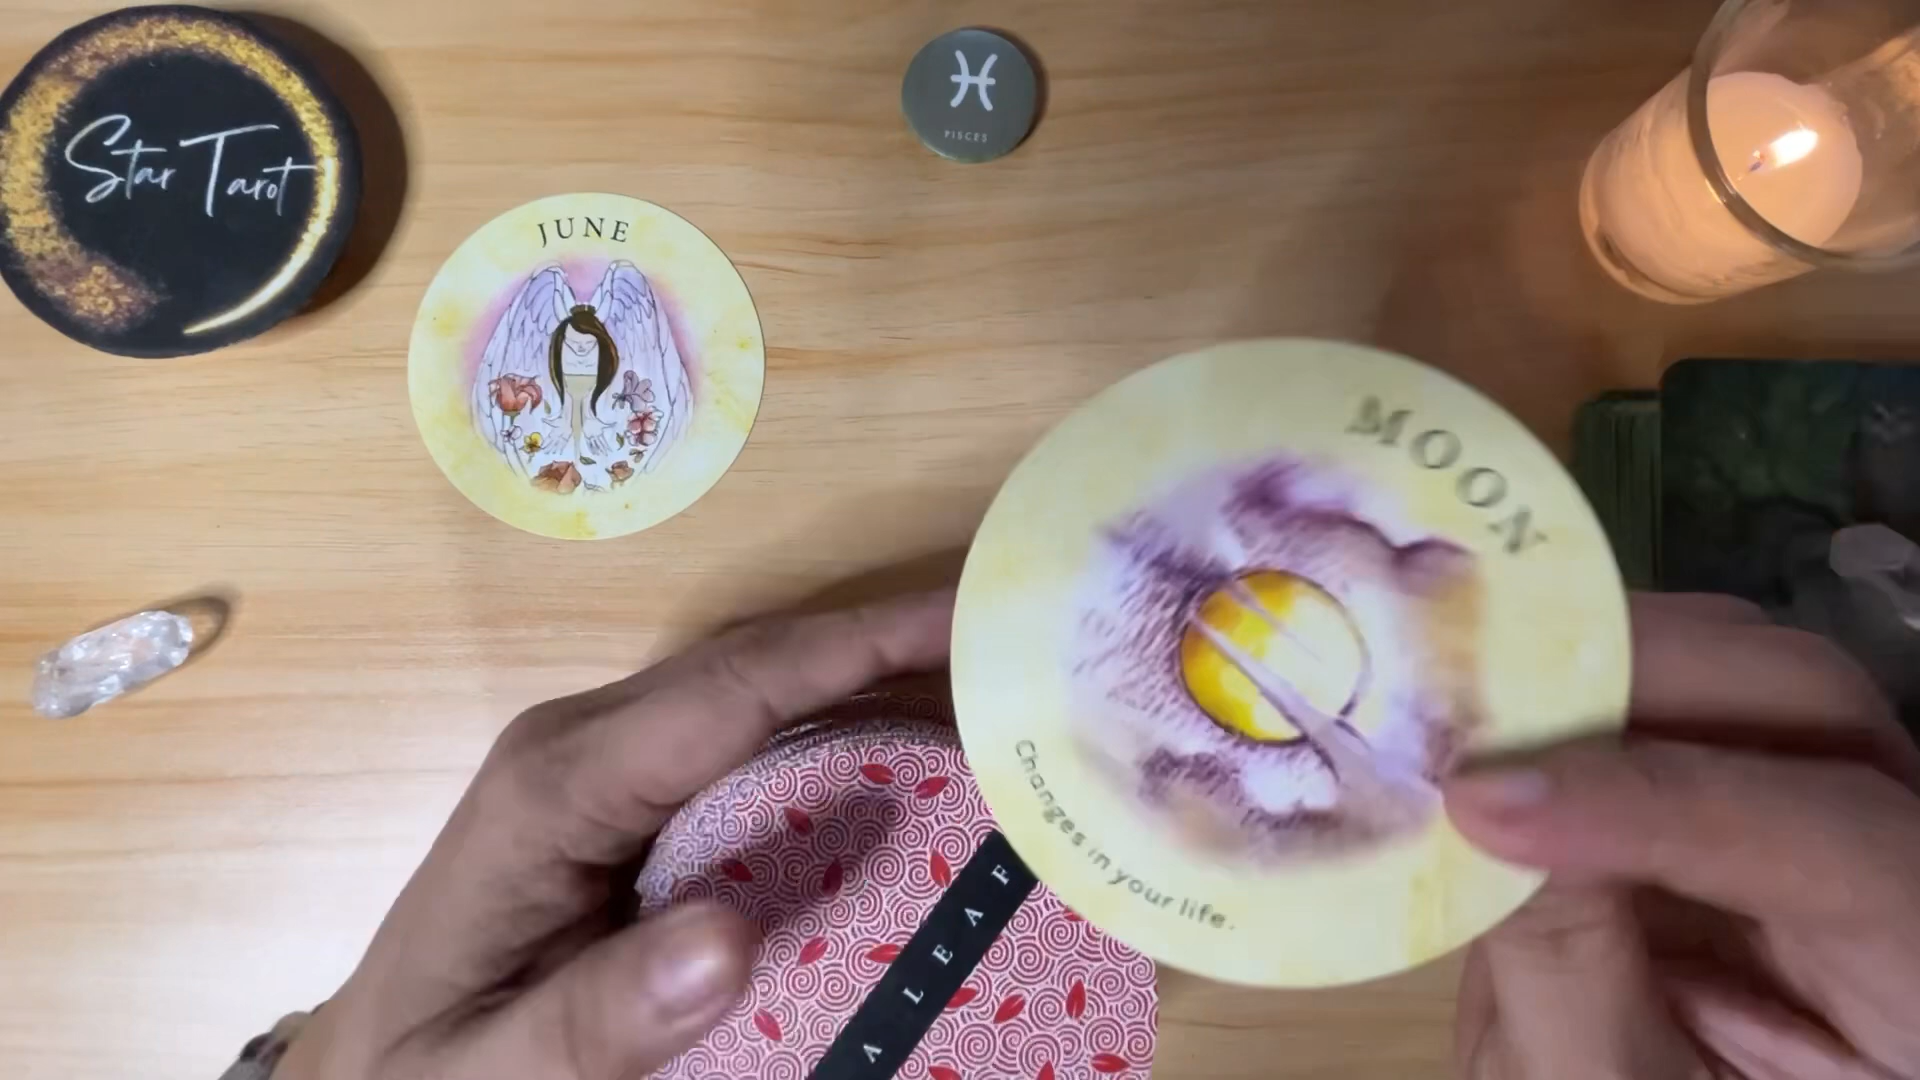 Star Tarot
PISCES
JUNE
MOON
Changes in your life.
A LEAF